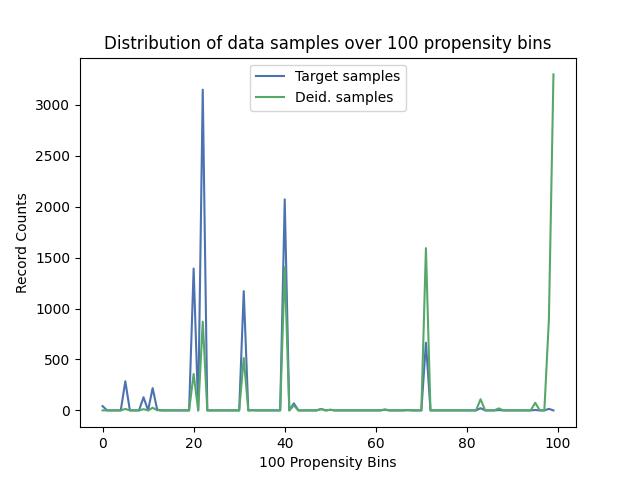 Distribution of data samples over 100 propensity bins
Target samples
Deid. samples
3000
2500
2000
1500
1000
500
0
Record Counts
0 20 40 60 80 100
100 Propensity Bins